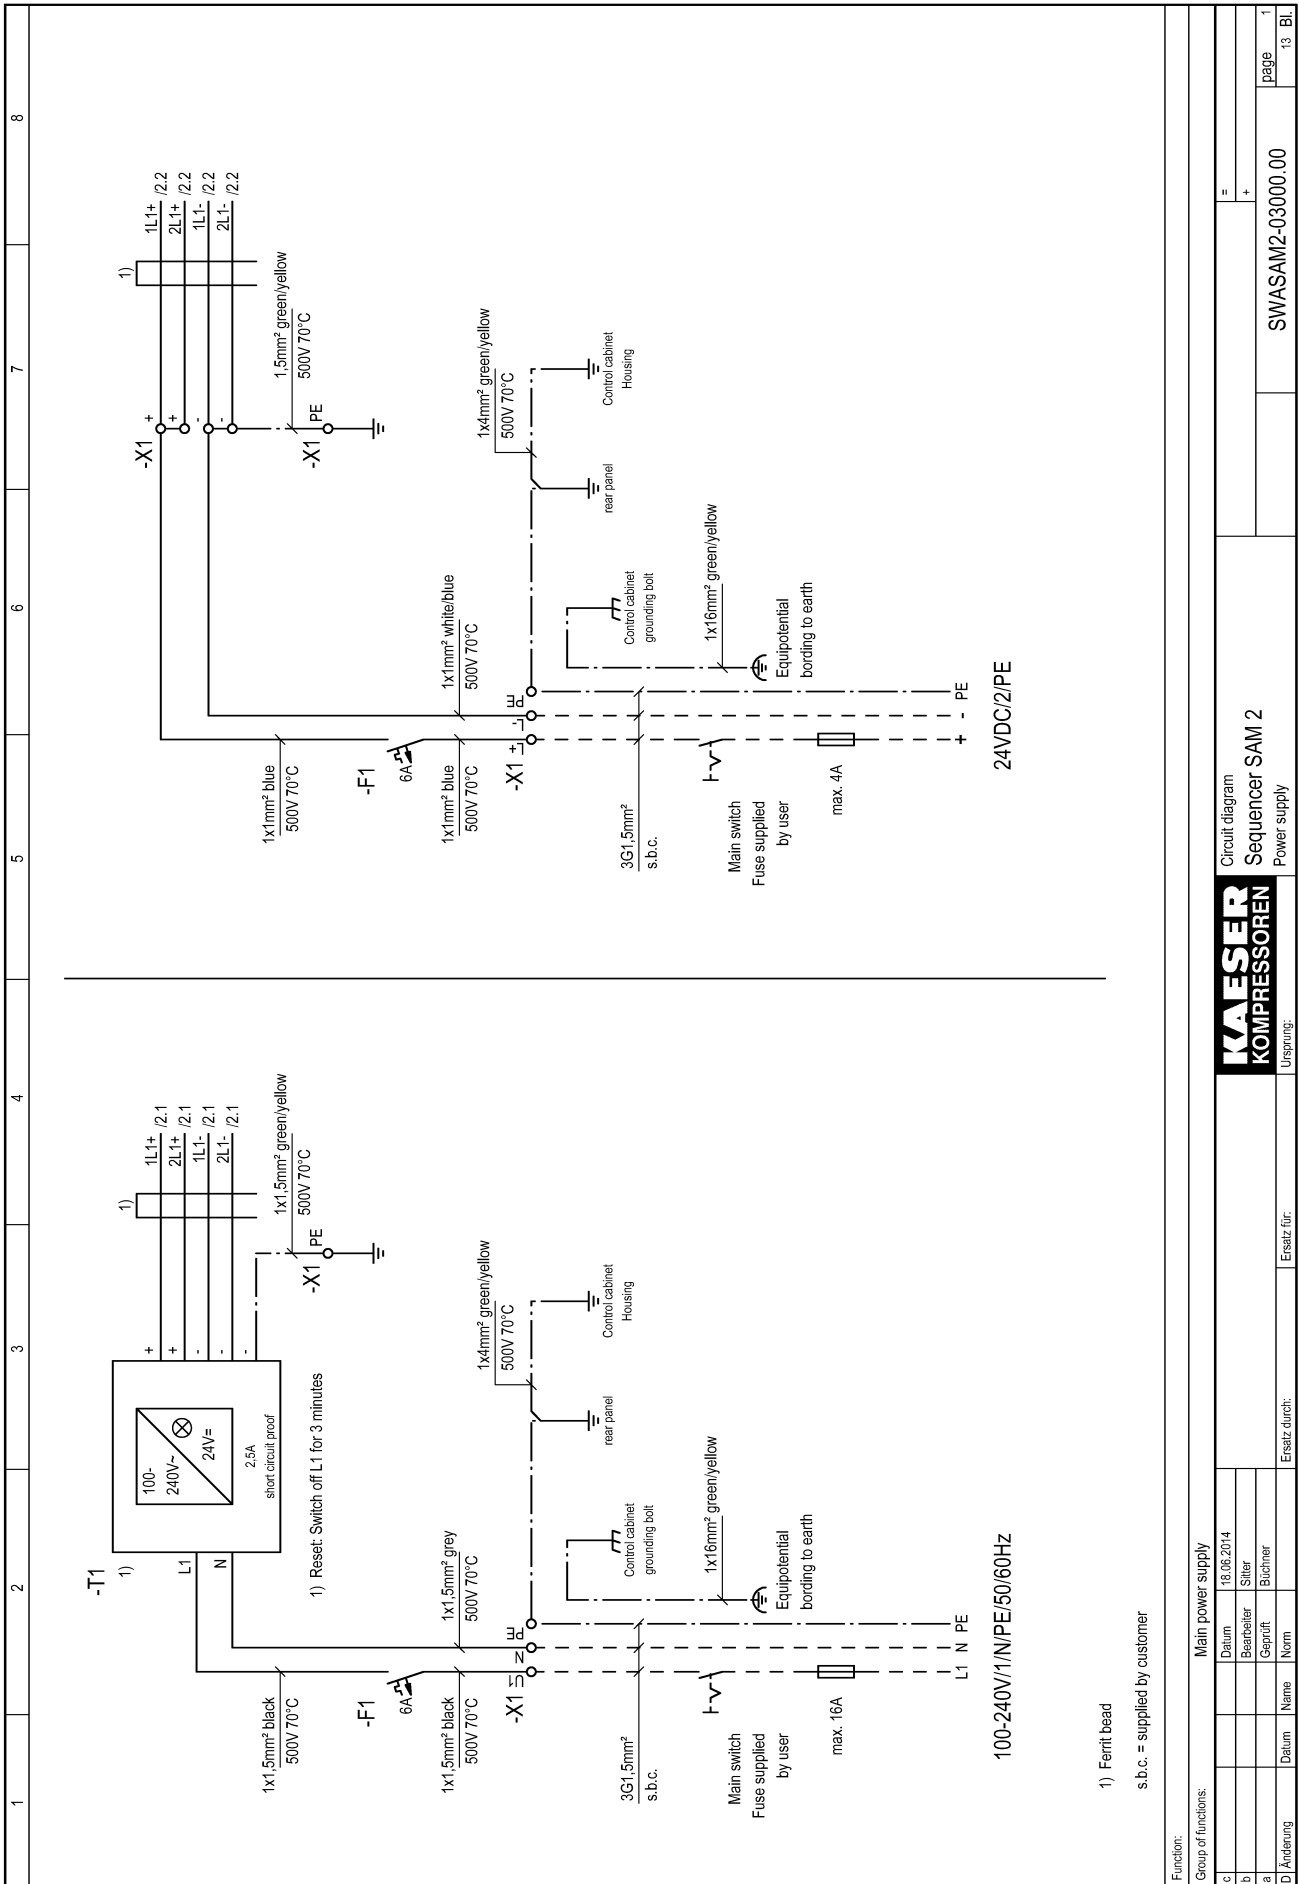 1
2
3
4
5
6
7
8
-T1
1)
L1
N
100-
240V~
24V=
2,5A
short circuit proof
1) Reset: Switch off L1 for 3 minutes
+
+
-
-
-
1)
1L1+ /2.1
2L1+ /2.1
1L1- /2.1
2L1- /2.1
1x1,5mm² green/yellow
500V 70°C
-X1 PE
1x1,5mm² black
500V 70°C
-F1
6A
1x1,5mm² black
500V 70°C
1x1,5mm² grey
500V 70°C
-X1 L1 N PE
1x4mm² green/yellow
500V 70°C
rear panel
Control cabinet
Housing
Control cabinet
grounding bolt
3G1,5mm²
s.b.c.
1x16mm² green/yellow
Main switch
Fuse supplied
by user
Equipotential
bording to earth
max. 16A
L1 N PE
100-240V/1/N/PE/50/60Hz
1) Ferrit bead
s.b.c. = supplied by customer
-X1
+
+
-
-
1)
1L1+ /2.2
2L1+ /2.2
1L1- /2.2
2L1- /2.2
1,5mm² green/yellow
500V 70°C
-X1 PE
1x1mm² blue
500V 70°C
-F1
6A
1x1mm² blue
500V 70°C
1x1mm² white/blue
500V 70°C
-X1 L+ L- PE
1x4mm² green/yellow
500V 70°C
rear panel
Control cabinet
Housing
Control cabinet
grounding bolt
3G1,5mm²
s.b.c.
1x16mm² green/yellow
Main switch
Fuse supplied
by user
Equipotential
bording to earth
max. 4A
+ - PE
24VDC/2/PE
Function:
Group of functions:
Main power supply
c
b
a
D
Änderung
Datum
Name
Datum
18.06.2014
Bearbeiter
Sitter
Geprüft
Büchner
Norm
Ersatz durch:
Ersatz für:
Ursprung:
KAESER
KOMPRESSOREN
Circuit diagram
Sequencer SAM 2
Power supply
=
+
SWASAM2-03000.00
page 1
13 Bl.